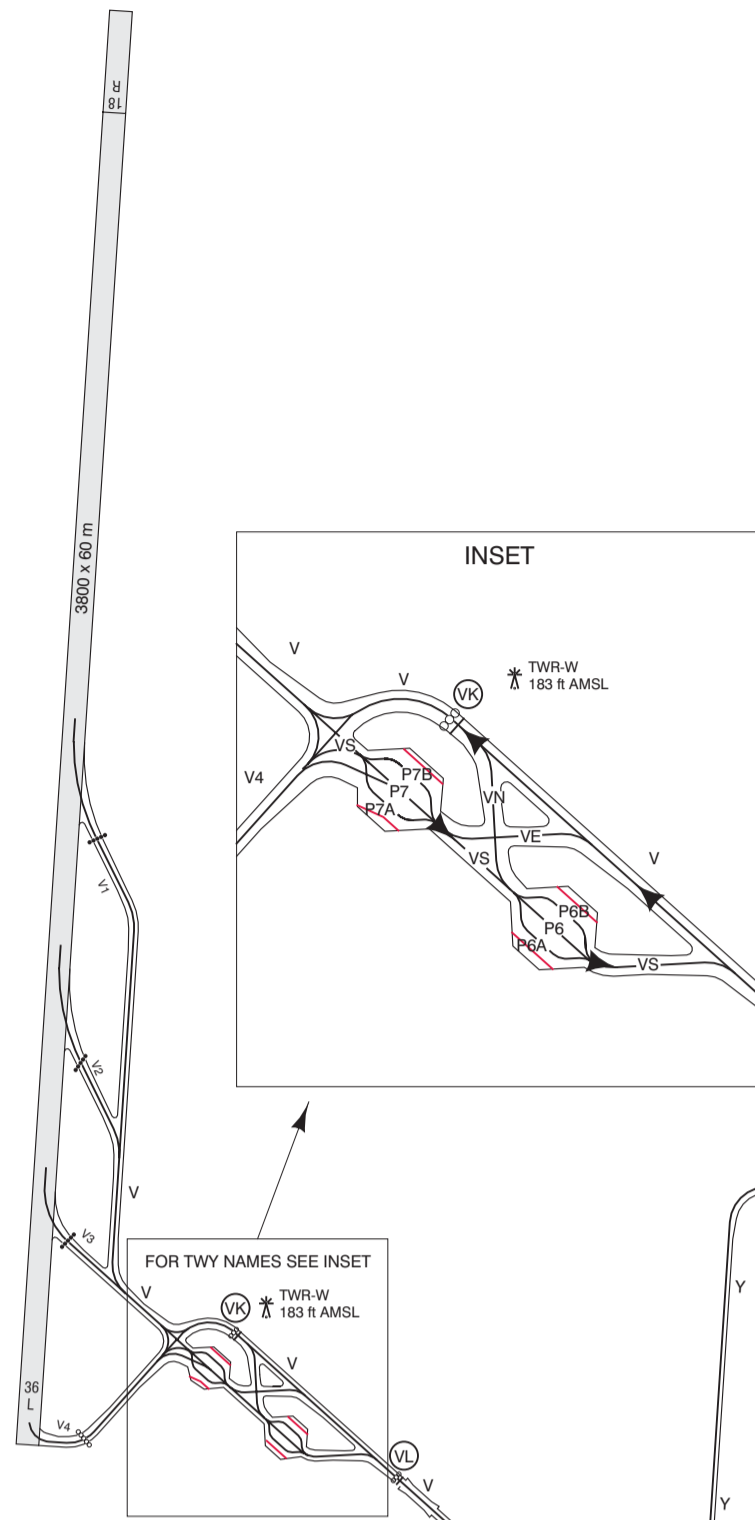 18
R
3800 x 60 m
INSET
V
V
VK
TWR-W
183 ft AMSL
VS
P7B
V4
P7
P7A
VN
VE
VS
V
P6B
P6
P6A
VS
V1
V2
V
V3
Y
FOR TWY NAMES SEE INSET
V
VK
TWR-W
183 ft AMSL
V
36
L
V4
VL
V
Y